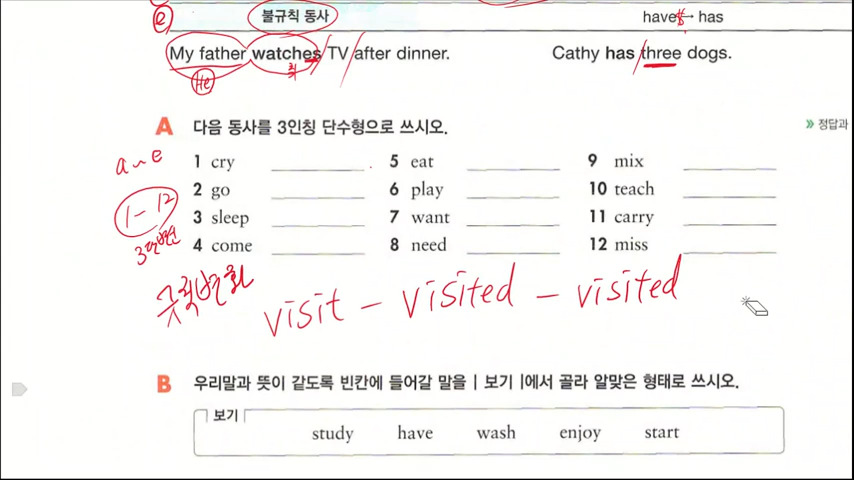 e 불규칙 동사 have → has
My father watches TV after dinner. Cathy has three dogs.
He
A 다음 동사를 3인칭 단수형으로 쓰시오. » 정답과
a ~ e
1 cry 5 eat 9 mix
1 - 12
2 go 6 play 10 teach
3 sleep 7 want 11 carry
4 come 8 need 12 miss
규칙변화
visit - visited - visited
B 우리말과 뜻이 같도록 빈칸에 들어갈 말을 | 보기 |에서 골라 알맞은 형태로 쓰시오.
보기
study have wash enjoy start